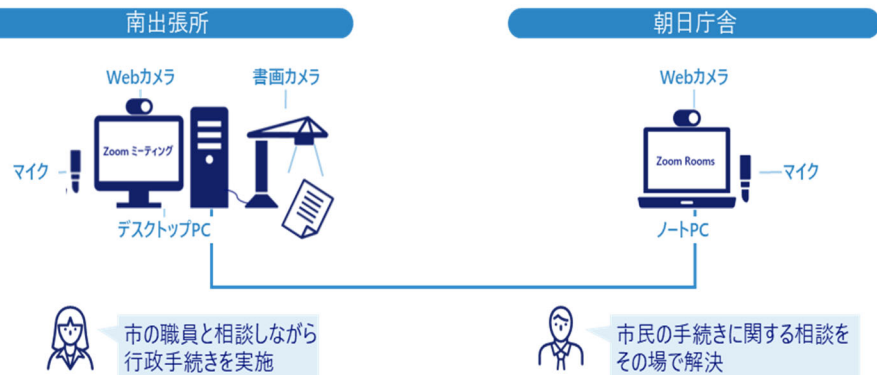 南出張所
朝日庁舎
Webカメラ
書画カメラ
Webカメラ
Zoom ミーティング
Zoom Rooms
マイク
マイク
デスクトップPC
ノートPC
市の職員と相談しながら
行政手続きを実施
市民の手続きに関する相談を
その場で解決